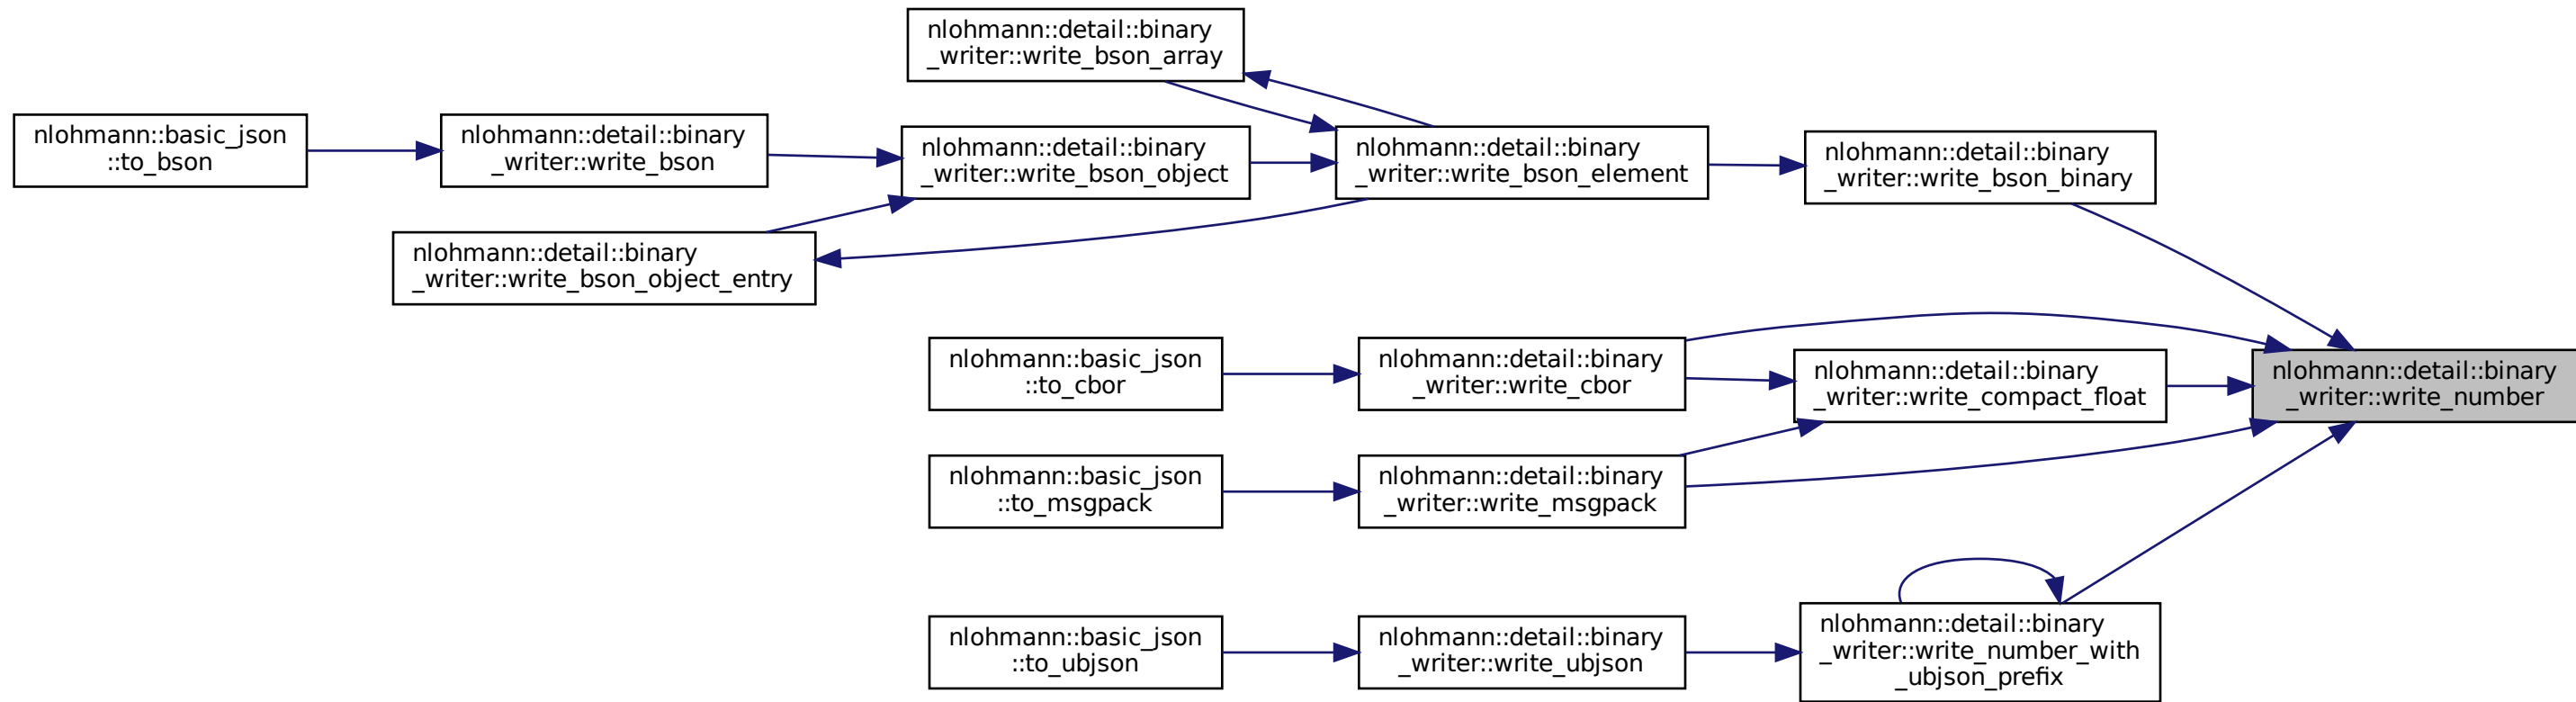 nlohmann::detail::binary
_writer::write_bson_array
nlohmann::basic_json
::to_bson
nlohmann::detail::binary
_writer::write_bson
nlohmann::detail::binary
_writer::write_bson_object
nlohmann::detail::binary
_writer::write_bson_element
nlohmann::detail::binary
_writer::write_bson_binary
nlohmann::detail::binary
_writer::write_bson_object_entry
nlohmann::basic_json
::to_cbor
nlohmann::detail::binary
_writer::write_cbor
nlohmann::detail::binary
_writer::write_compact_float
nlohmann::detail::binary
_writer::write_number
nlohmann::basic_json
::to_msgpack
nlohmann::detail::binary
_writer::write_msgpack
nlohmann::basic_json
::to_ubjson
nlohmann::detail::binary
_writer::write_ubjson
nlohmann::detail::binary
_writer::write_number_with
_ubjson_prefix